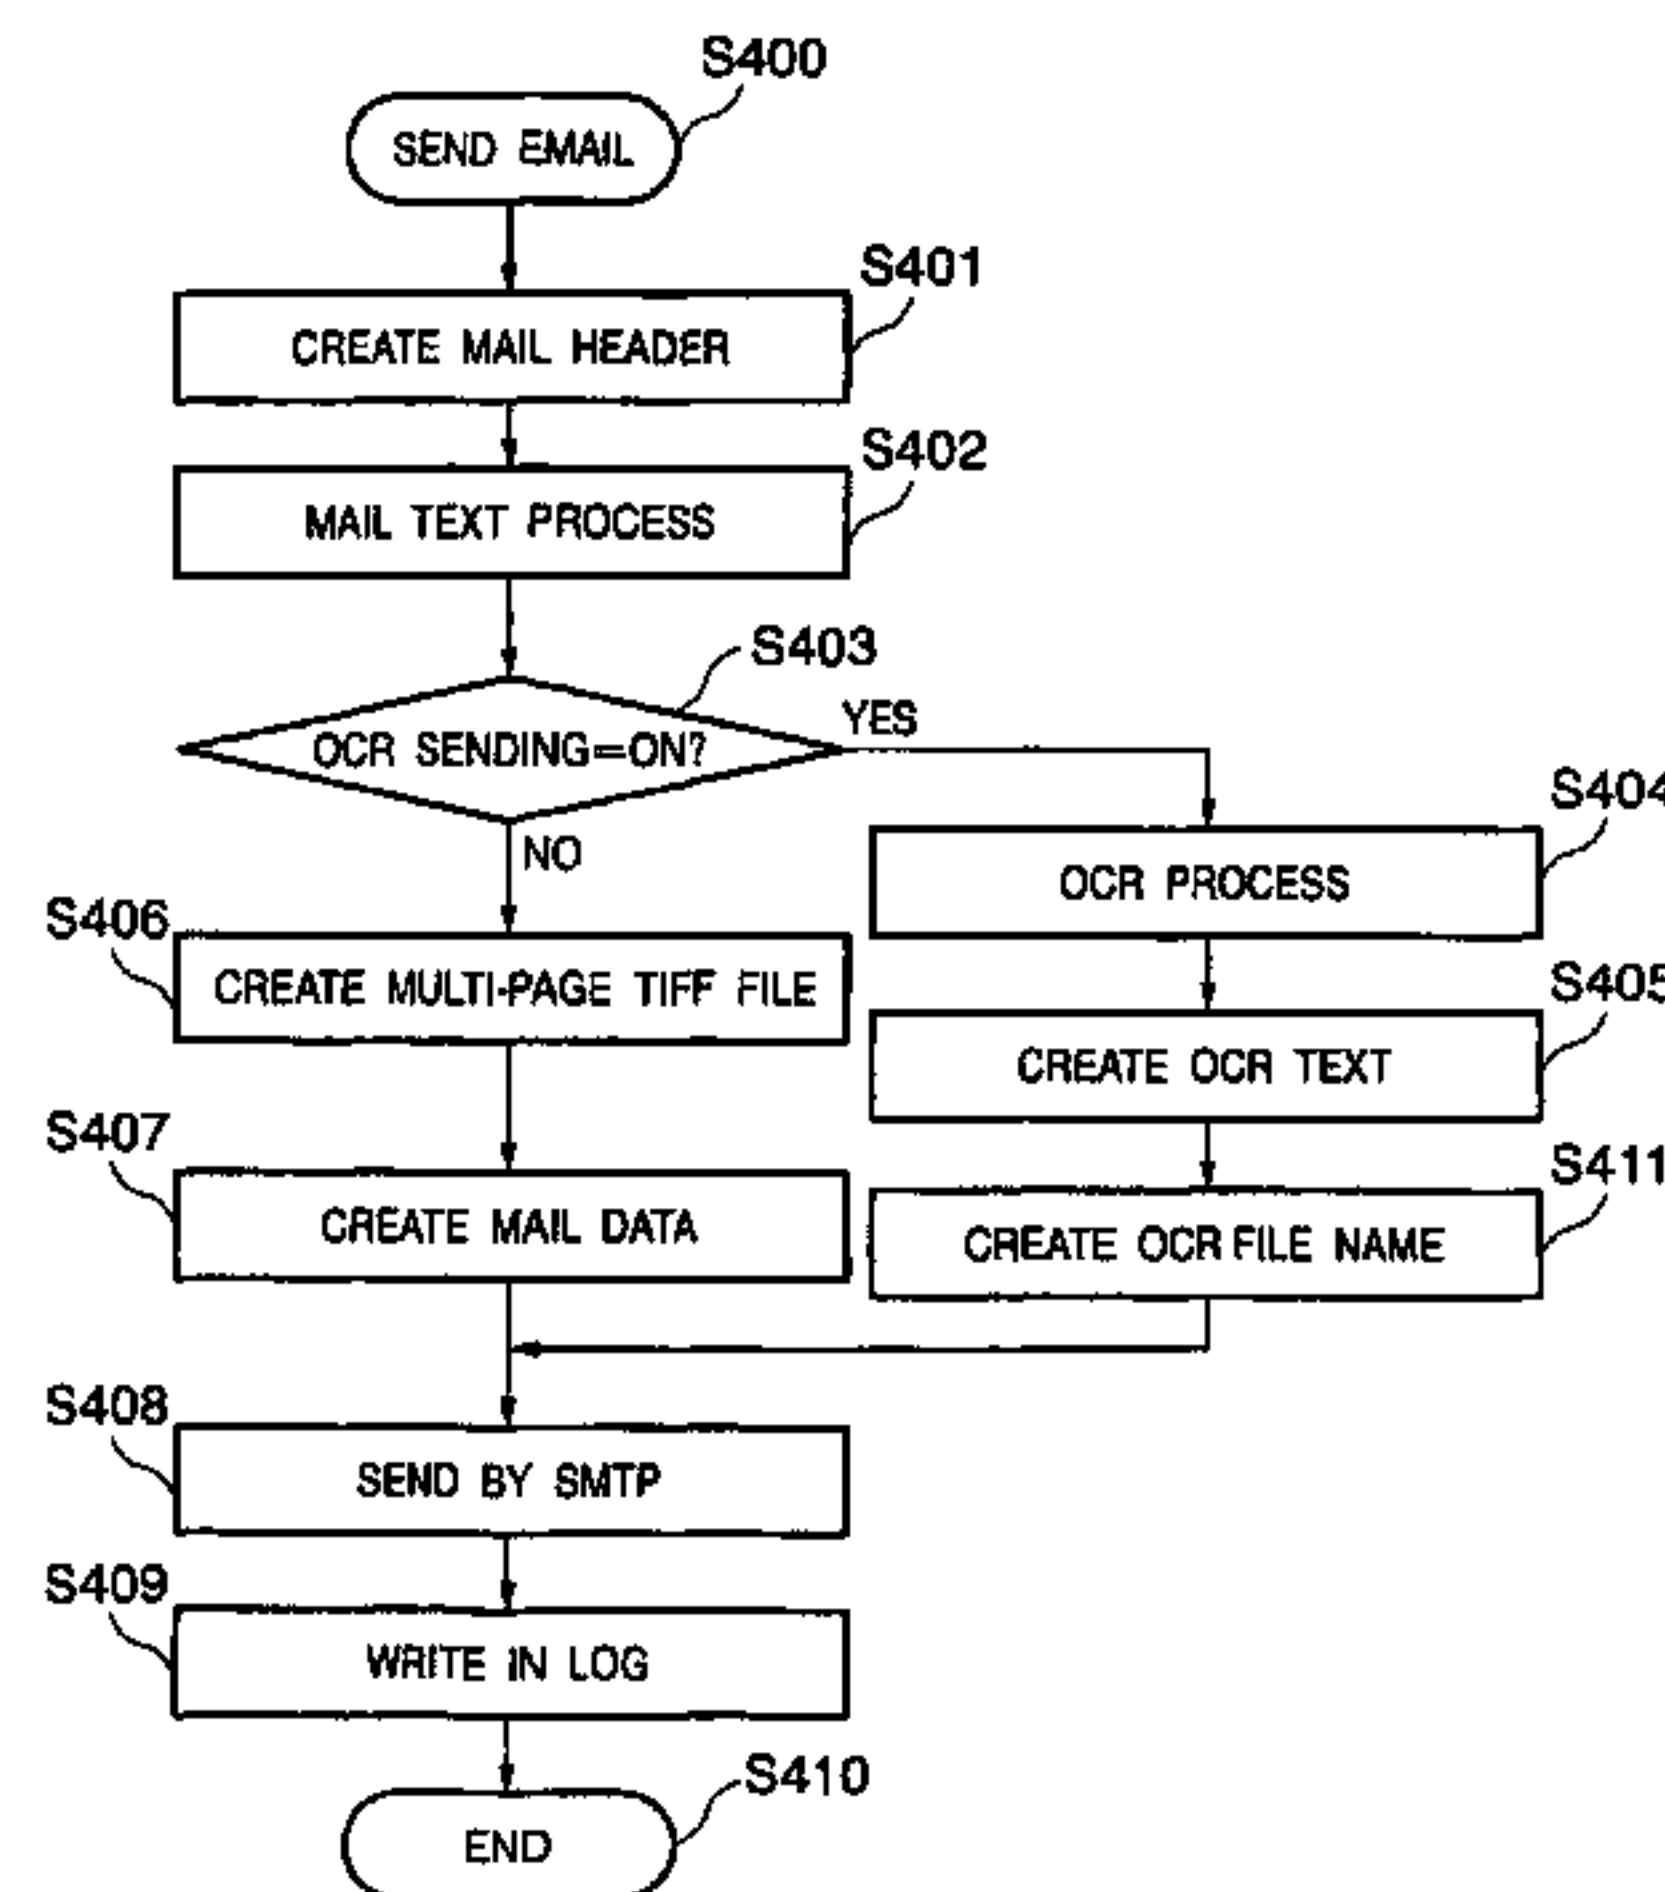 S400
SEND EMAIL
S401
CREATE MAIL HEADER
S402
MAIL TEXT PROCESS
S403
OCR SENDING=ON?
YES
NO
S404
OCR PROCESS
S405
CREATE OCR TEXT
S411
CREATE OCR FILE NAME
S406
CREATE MULTI-PAGE TIFF FILE
S407
CREATE MAIL DATA
S408
SEND BY SMTP
S409
WRITE IN LOG
S410
END